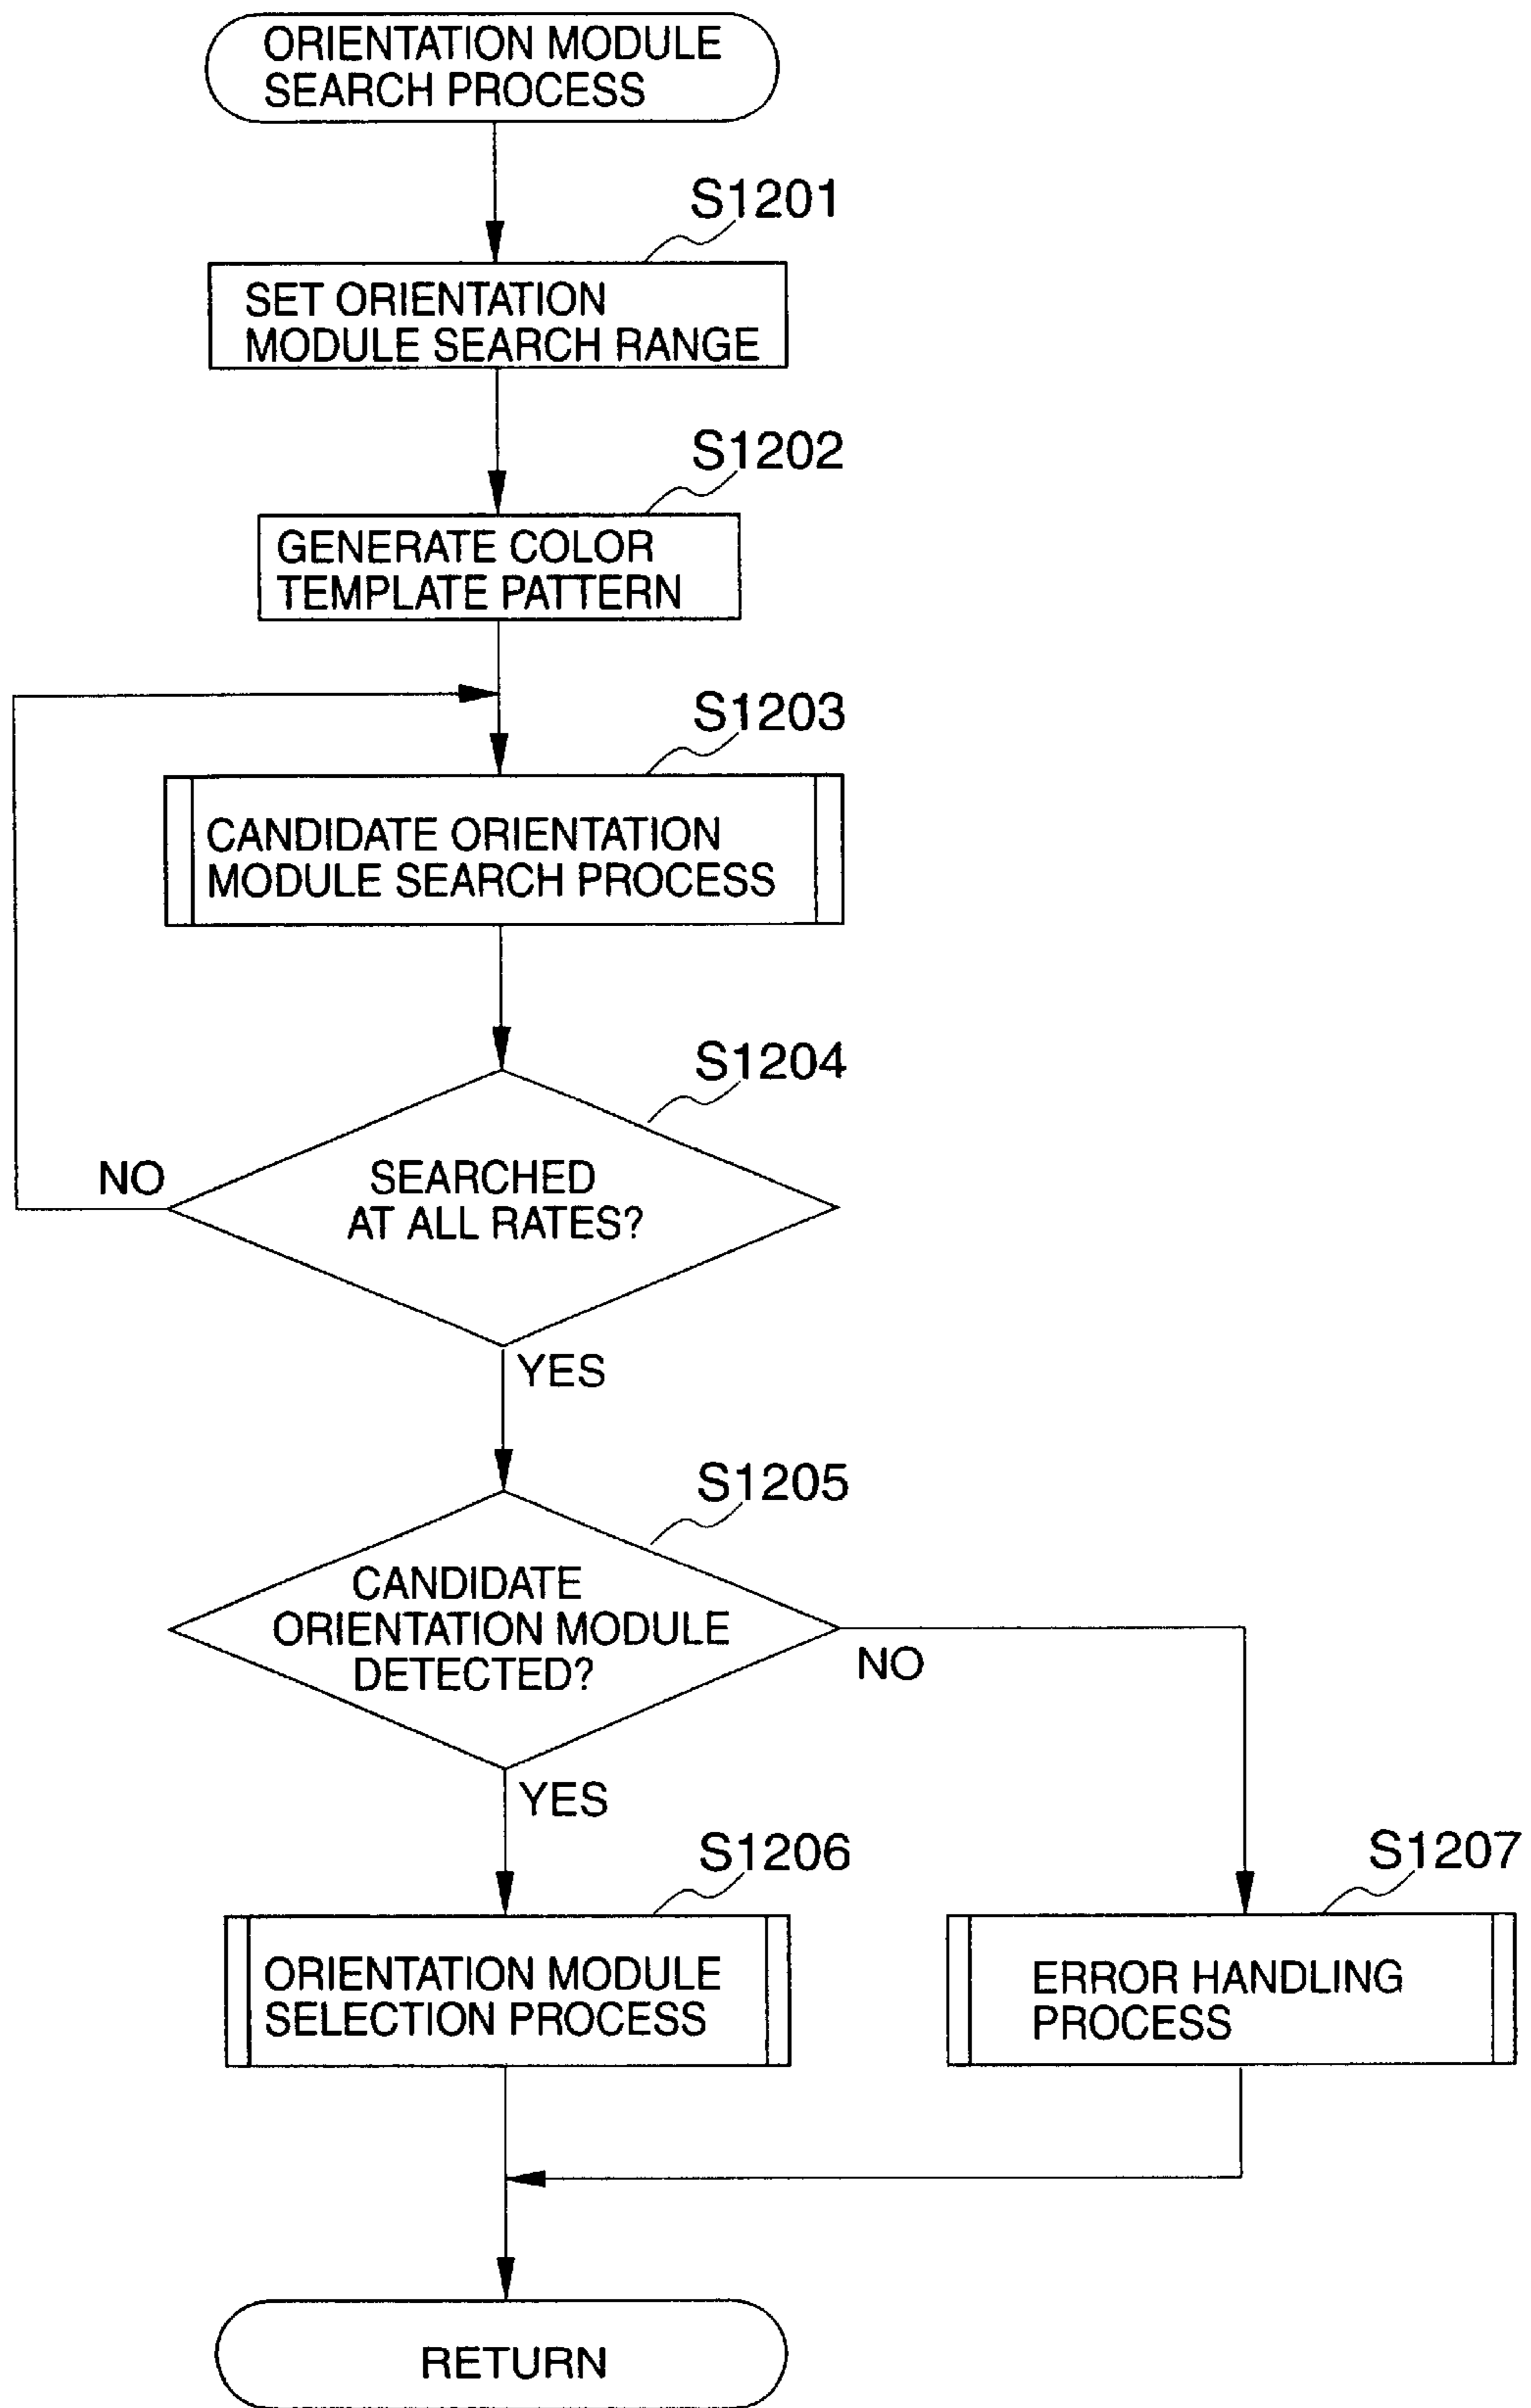 ORIENTATION MODULE
SEARCH PROCESS
S1201
SET ORIENTATION
MODULE SEARCH RANGE
S1202
GENERATE COLOR
TEMPLATE PATTERN
S1203
CANDIDATE ORIENTATION
MODULE SEARCH PROCESS
S1204
SEARCHED
AT ALL RATES?
NO
YES
S1205
CANDIDATE
ORIENTATION MODULE
DETECTED?
NO
YES
S1206
ORIENTATION MODULE
SELECTION PROCESS
S1207
ERROR HANDLING
PROCESS
RETURN